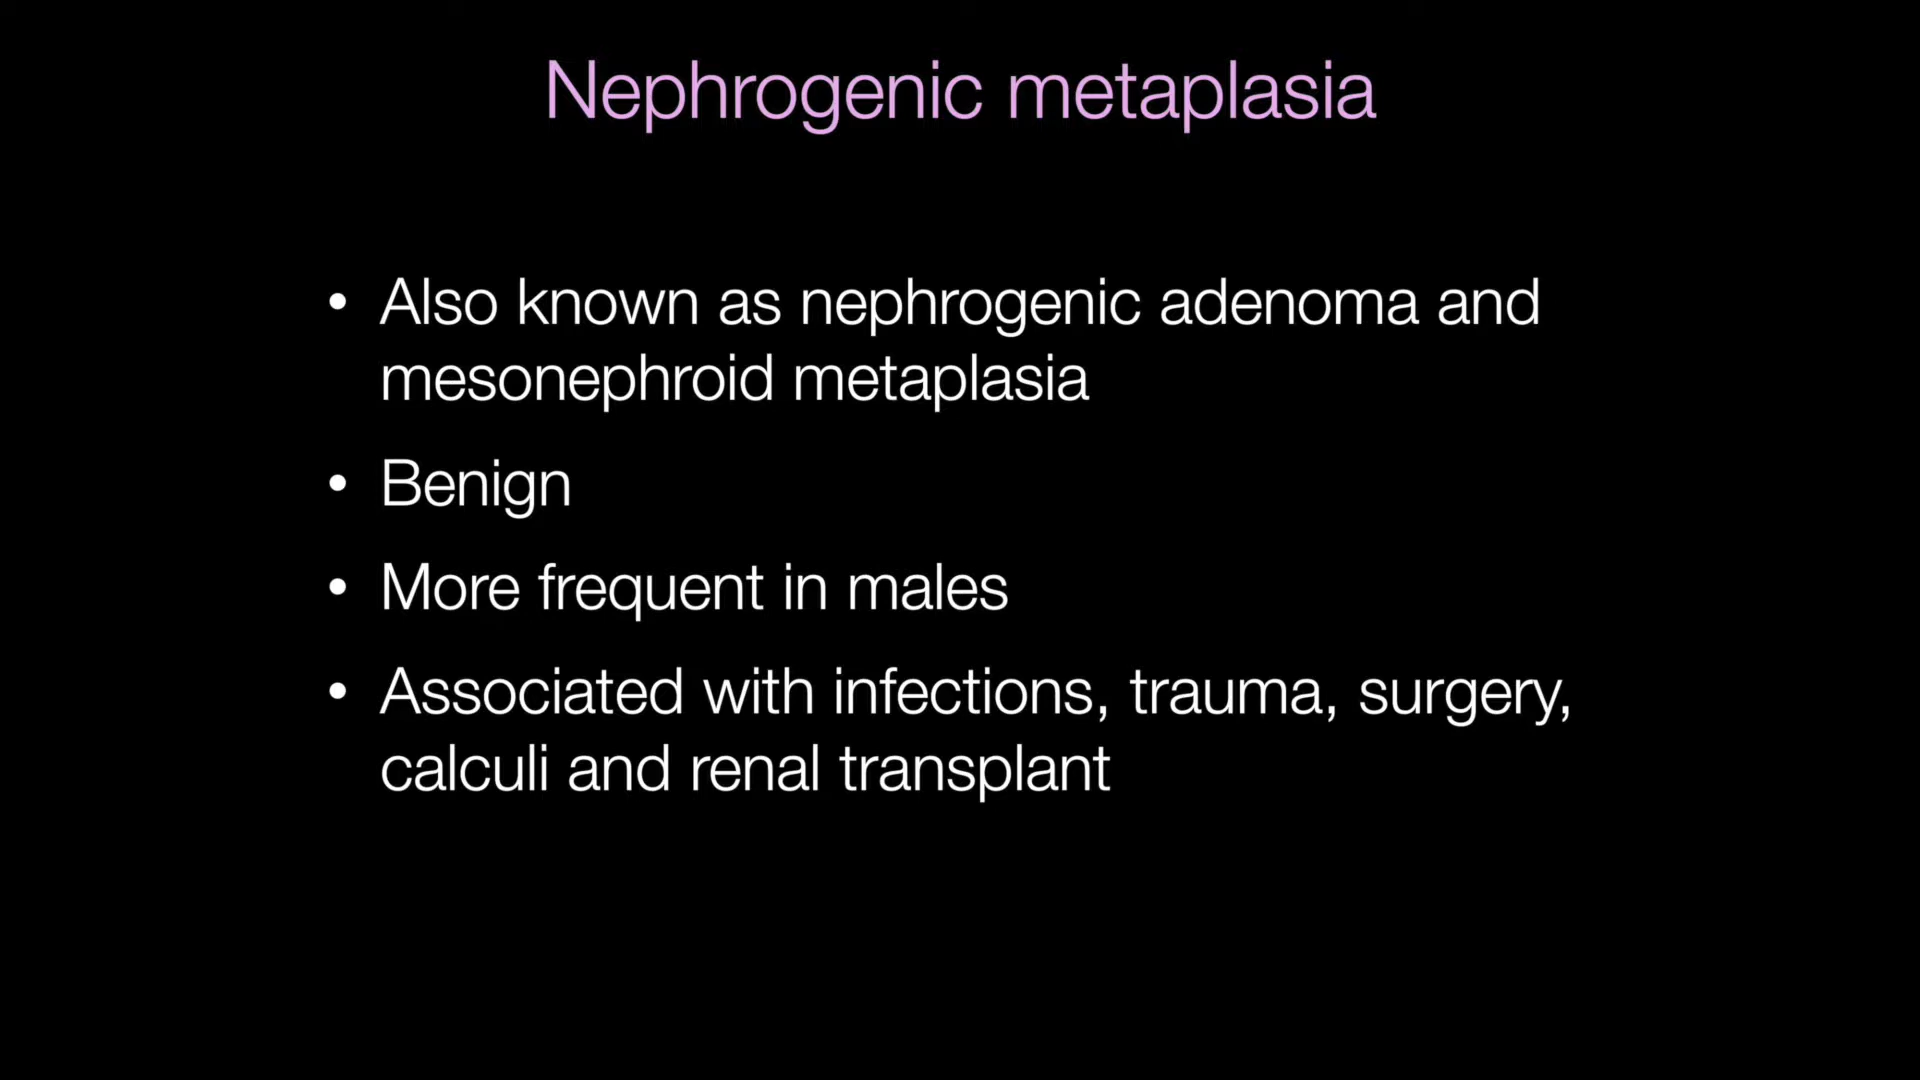 Nephrogenic metaplasia
• Also known as nephrogenic adenoma and
mesonephroid metaplasia
• Benign
• More frequent in males
• Associated with infections, trauma, surgery,
calculi and renal transplant